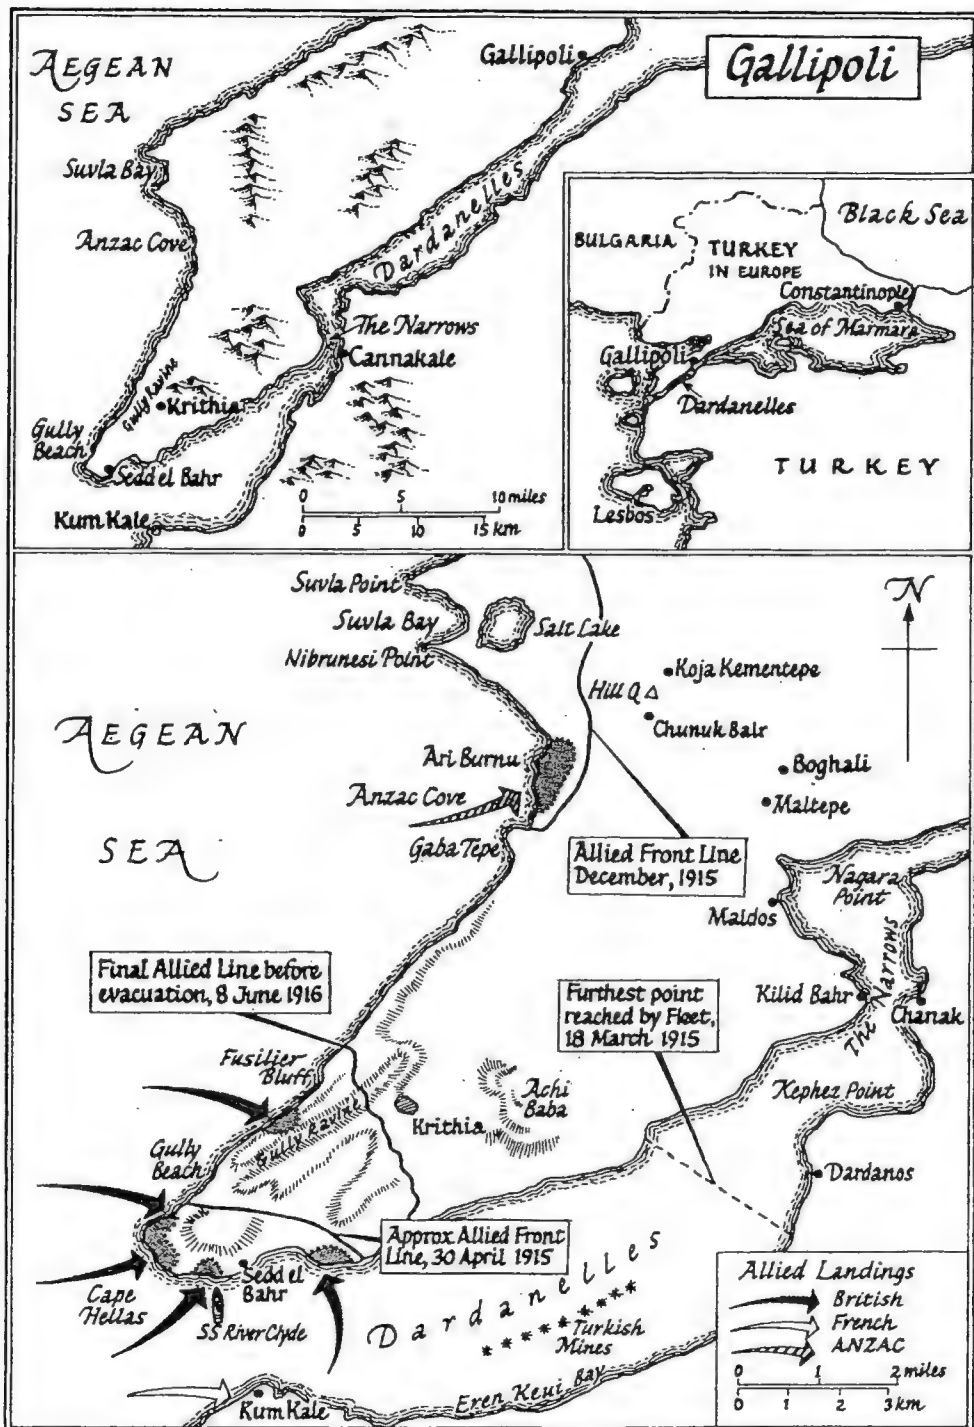 Gallipoli
AEGEAN
SEA
Gallipoli
Suvla Bay
Anzac Cove
Dardanelles
The Narrows
Cannakale
Gully Ravine
Krithia
Gully
Beach
Sedd el Bahr
Kum Kale
0 5 10 miles
0 5 10 15 km
Black Sea
BULGARIA
TURKEY
IN EUROPE
Constantinople
Sea of Marmara
Gallipoli
Dardanelles
TURKEY
Lesbos
Suvla Point
Suvla Bay
Salt Lake
Nibrunesi Point
N
Koja Kementepe
Hill Q
Chunuk Bair
AEGEAN
SEA
Ari Burnu
Anzac Cove
Gaba Tepe
Boghali
Maltepe
Allied Front Line
December, 1915
Nagara
Point
Maldos
The Narrows
Kilid Bahr
Chanak
Final Allied Line before
evacuation, 8 June 1916
Furthest point
reached by Fleet,
18 March 1915
Fusilier
Bluff
Achi
Baba
Kephez Point
Gully Ravine
Krithia
Gully
Beach
Dardanos
Approx Allied Front
Line, 30 April 1915
Sedd el
Bahr
Cape
Hellas
SS River Clyde
Dardanelles
Turkish
Mines
Eren Keui Bay
Kum Kale
Allied Landings
British
French
ANZAC
0 1 2 miles
0 1 2 3 km